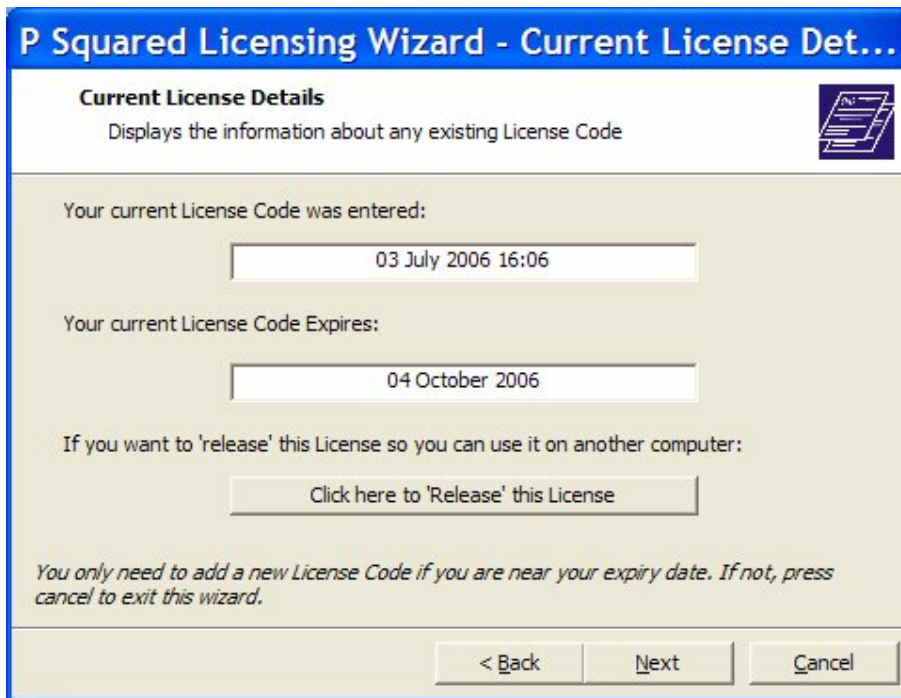 P Squared Licensing Wizard - Current License Det...
Current License Details
Displays the information about any existing License Code
Your current License Code was entered:
03 July 2006 16:06
Your current License Code Expires:
04 October 2006
If you want to 'release' this License so you can use it on another computer:
Click here to 'Release' this License
You only need to add a new License Code if you are near your expiry date. If not, press
cancel to exit this wizard.
< Back Next Cancel